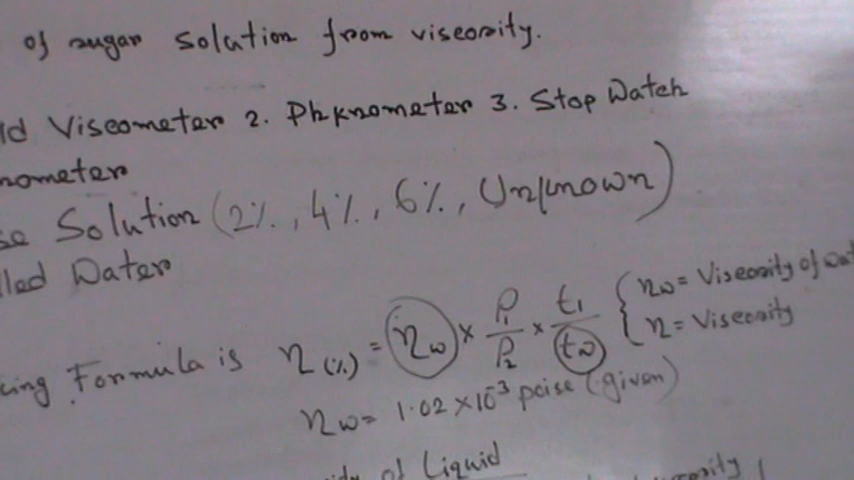 of sugar solution from viscosity.
ld Viscometer 2. Phknometer 3. Stop Watch
nometer
se Solution (2%, 4%, 6%, Unknown)
lled Water
cing Formula is η(%) = ηw × ρ1/ρ2 × t1/tw { ηw = Viscosity of wat
η = Viscosity
ηw = 1.02 × 10⁻³ poise (given)
of Liquid